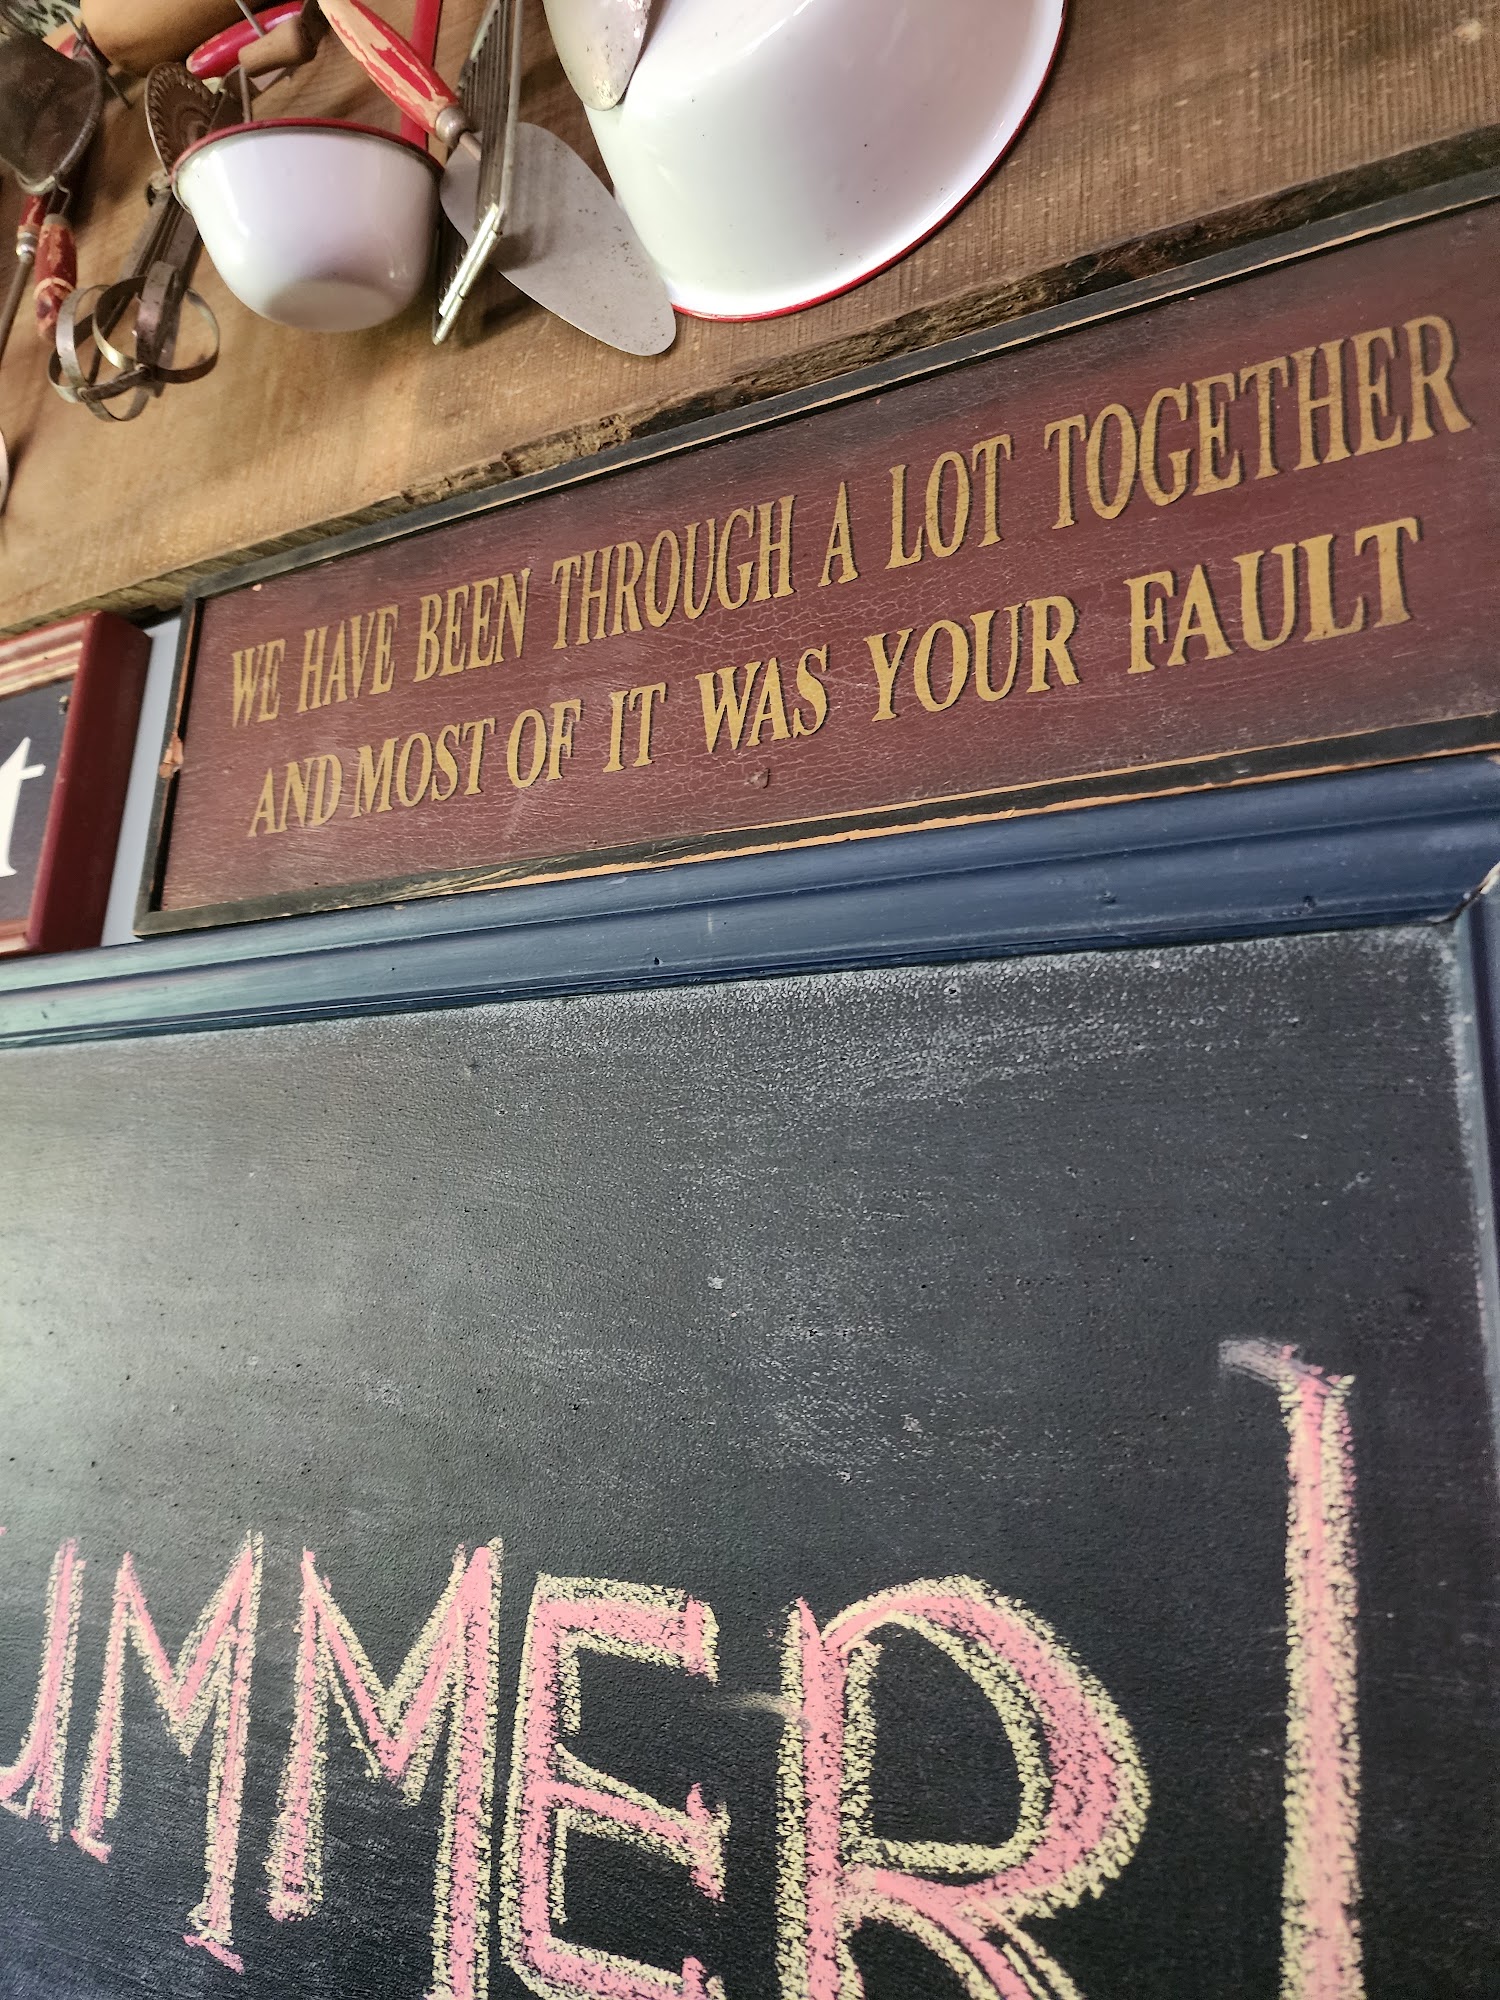 WE HAVE BEEN THROUGH A LOT TOGETHER
AND MOST OF IT WAS YOUR FAULT
t
UMMER!